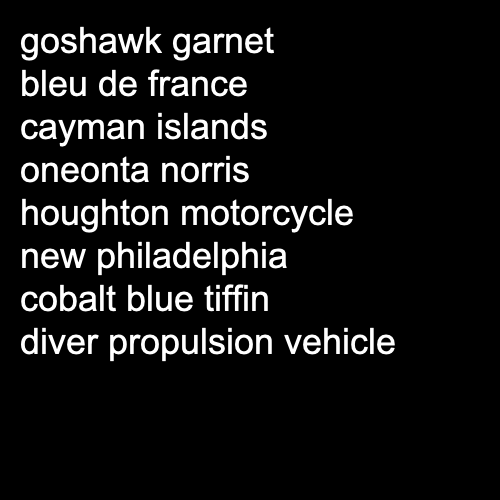 goshawk garnet
bleu de france
cayman islands
oneonta norris
houghton motorcycle
new philadelphia
cobalt blue tiffin
diver propulsion vehicle